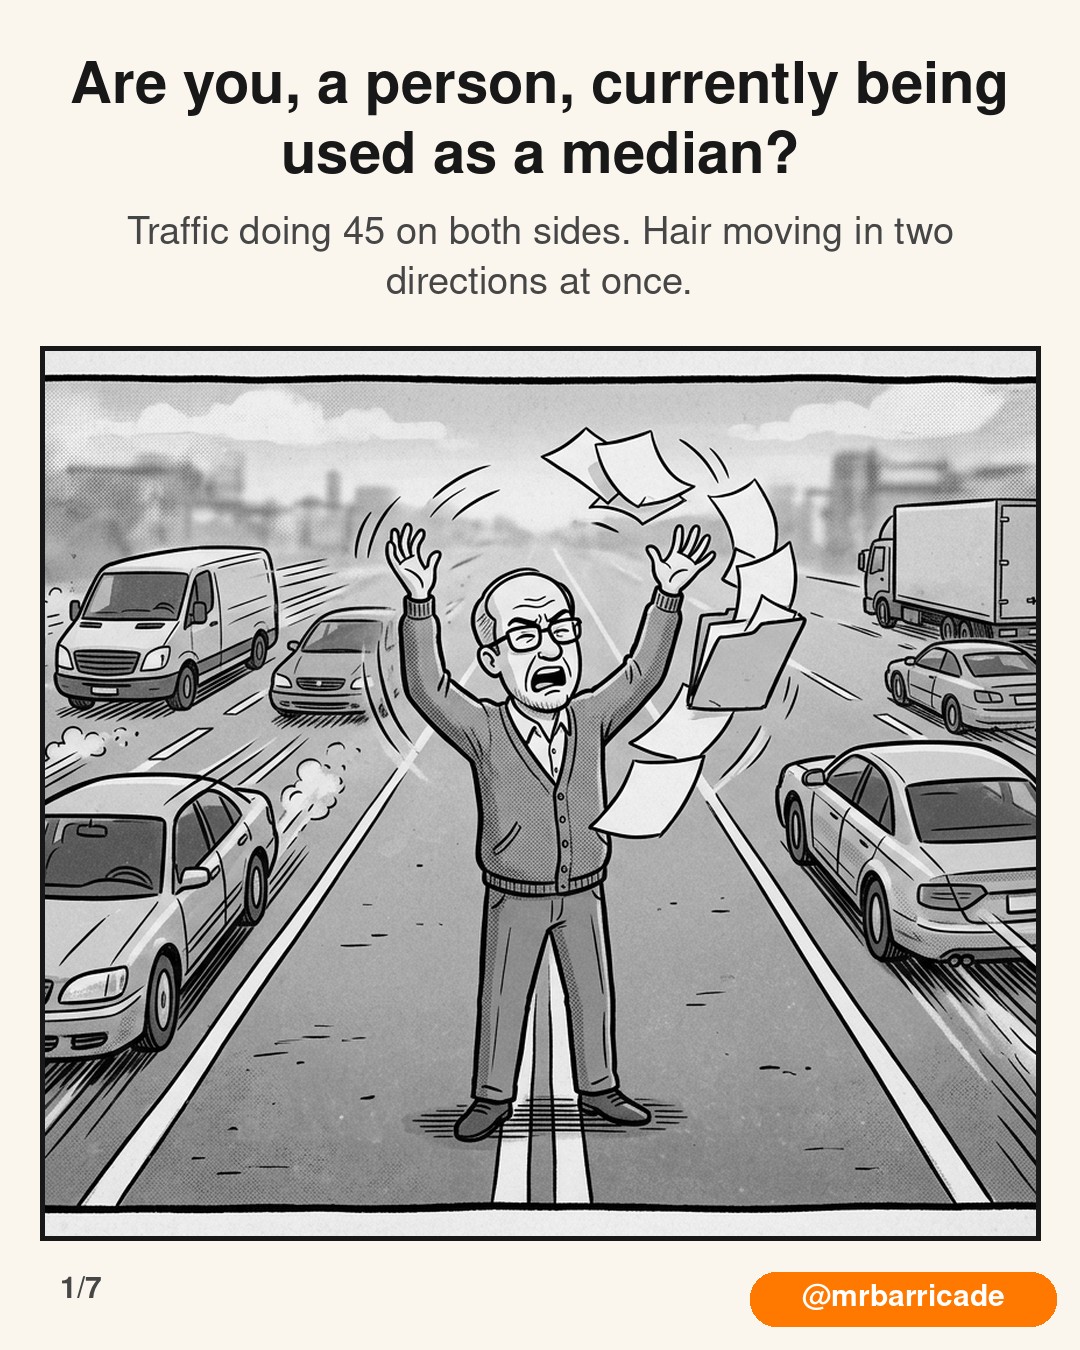 Are you, a person, currently being
used as a median?
Traffic doing 45 on both sides. Hair moving in two
directions at once.
1/7
@mrbarricade